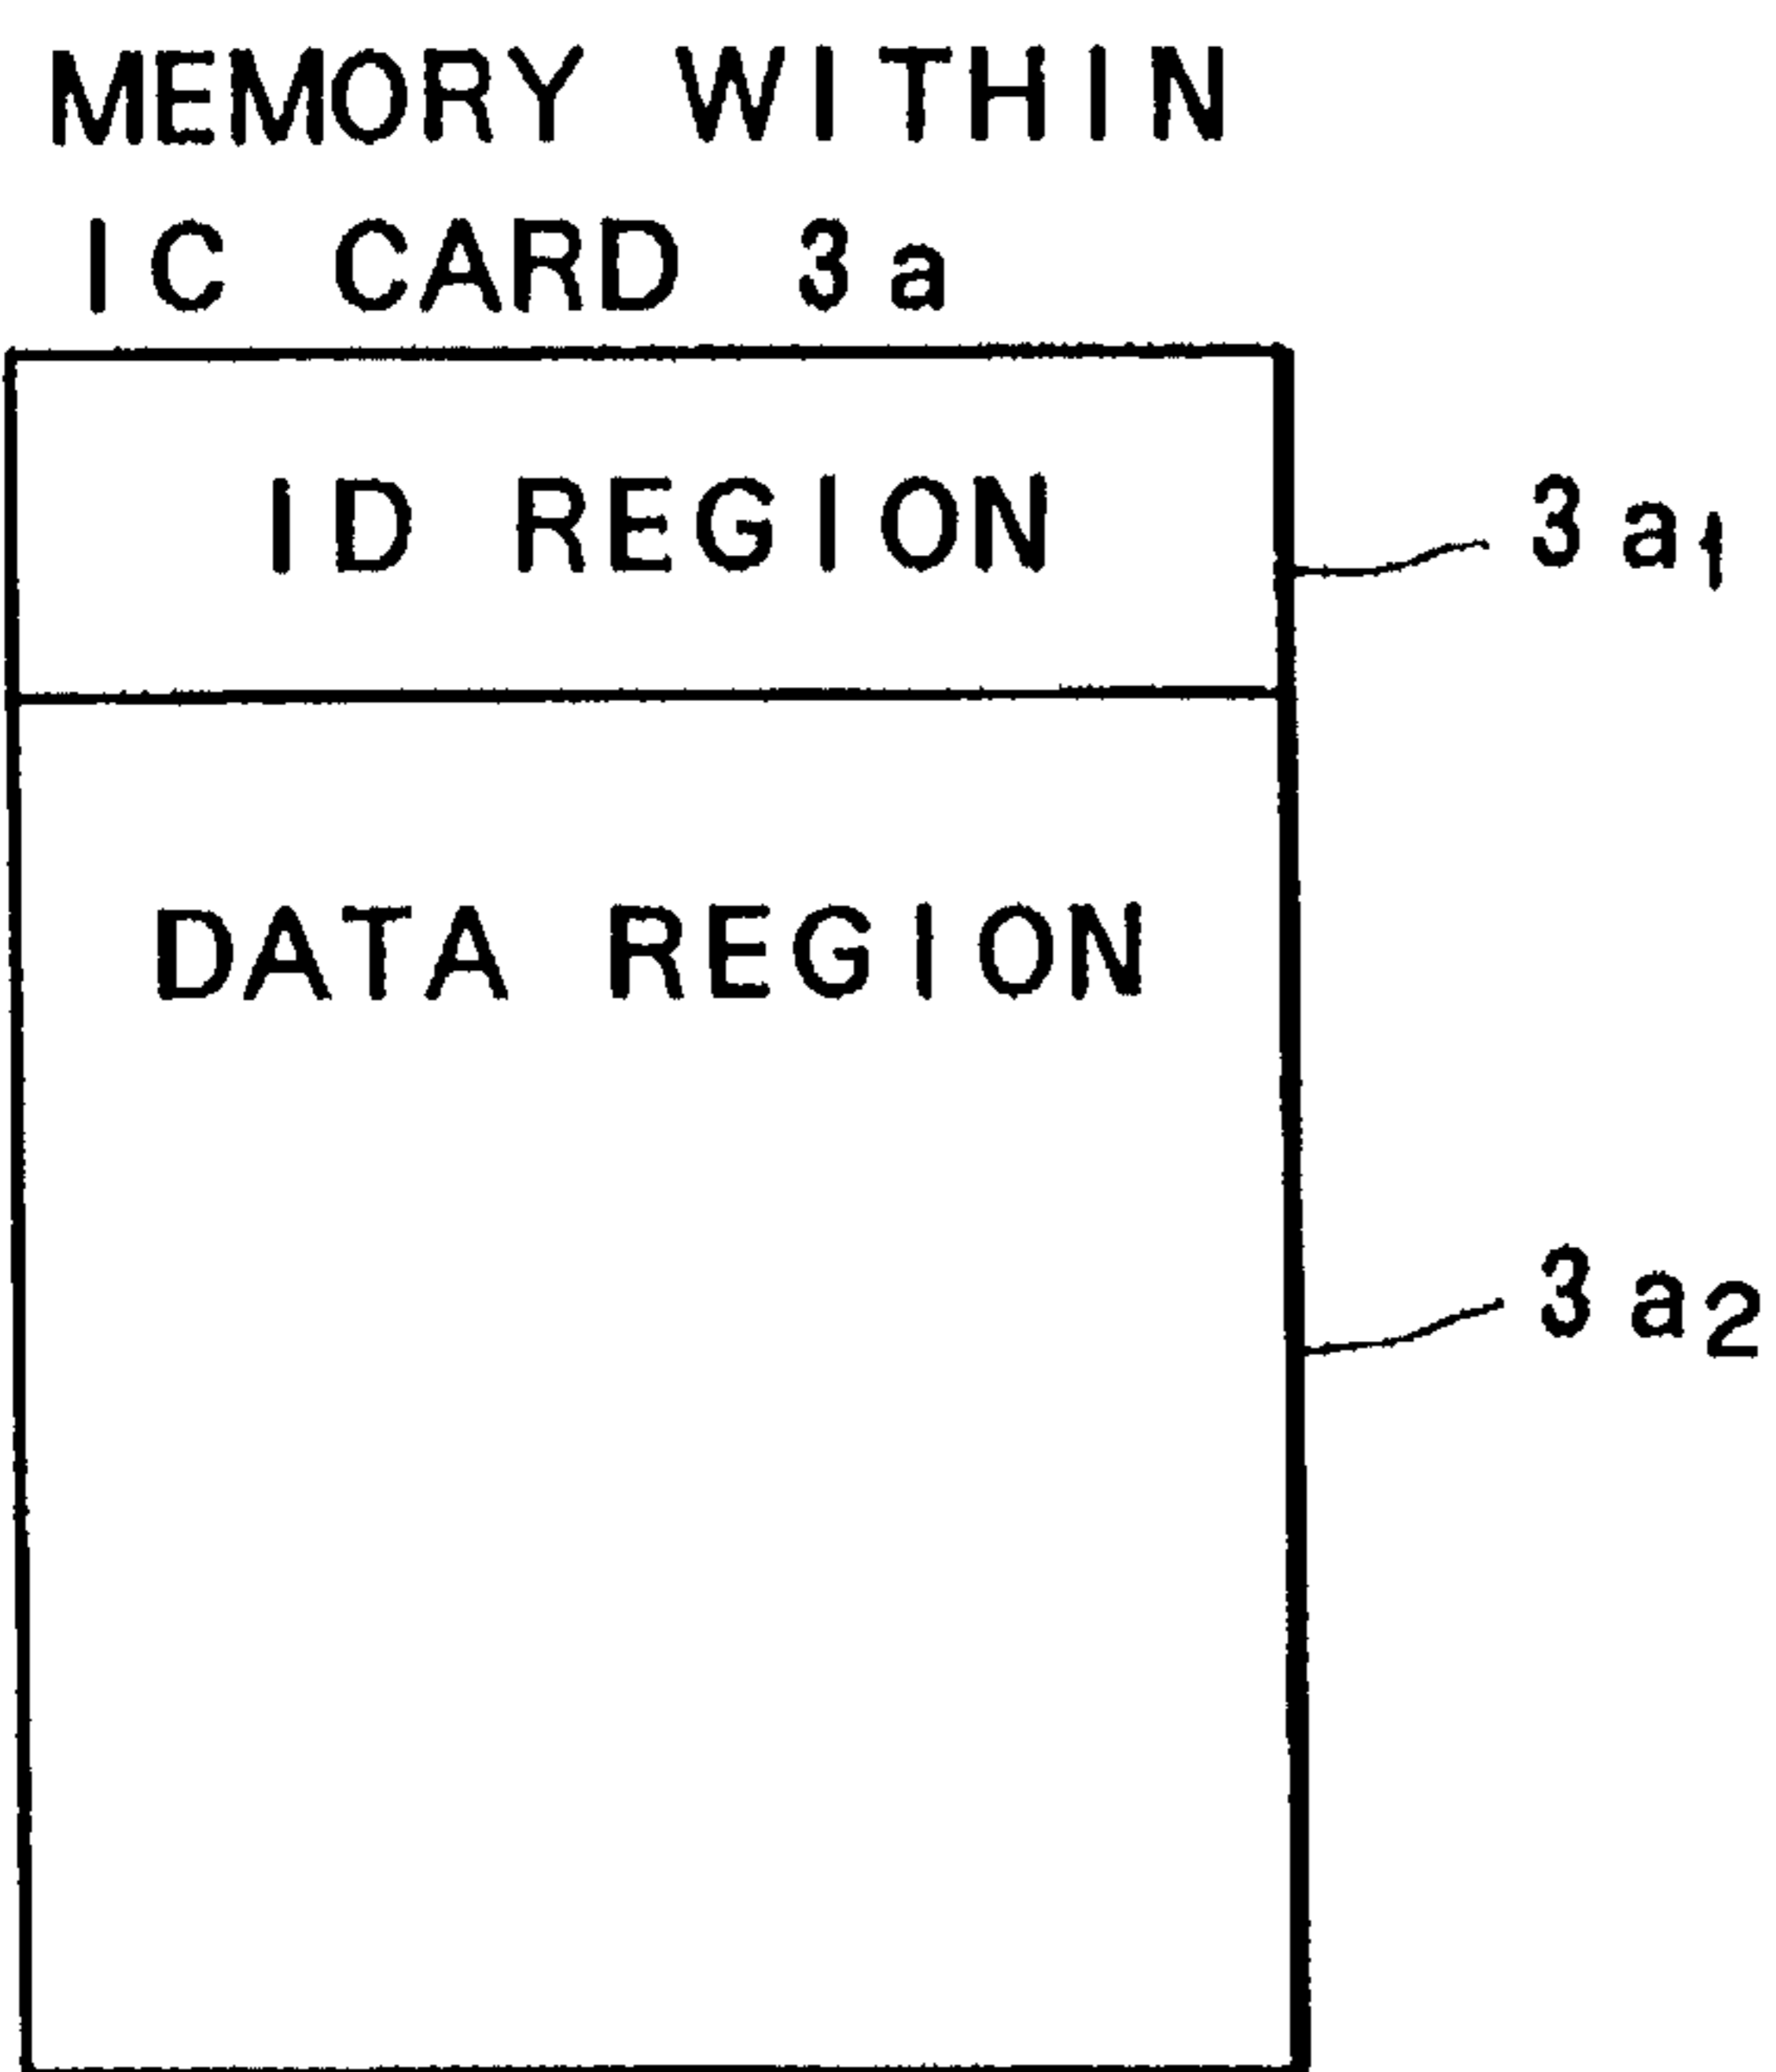 MEMORY WITHIN
IC CARD 3a
ID REGION
3a₁
DATA REGION
3a₂